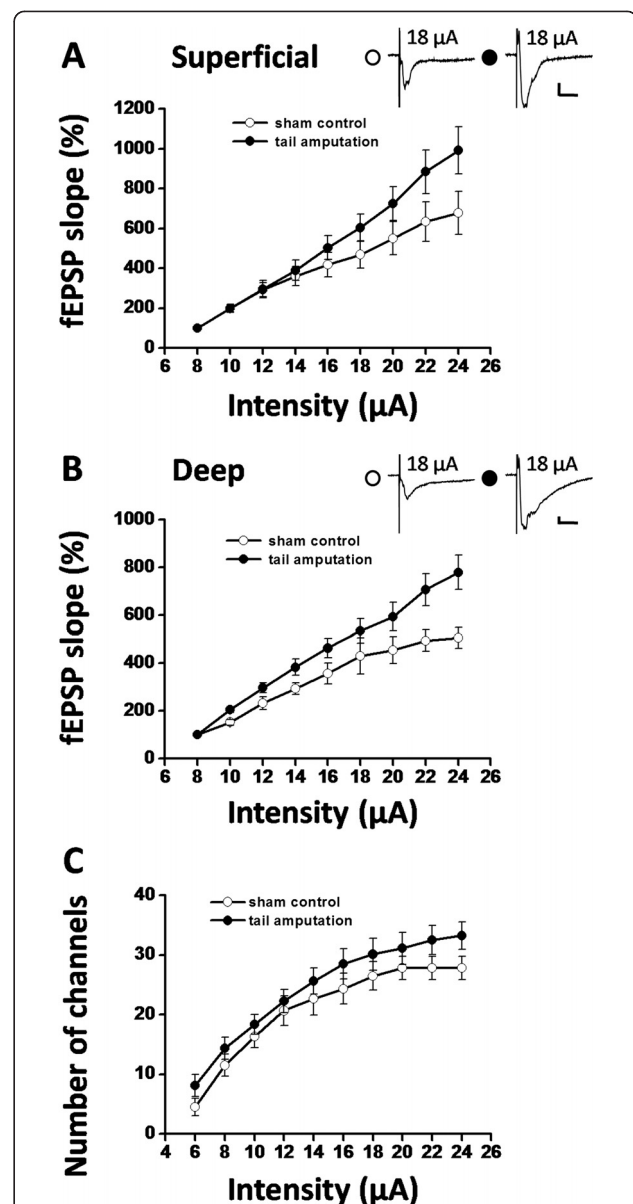 A Superficial 18 µA 18 µA
sham control
tail amputation
fEPSP slope (%)
1200
1000
800
600
400
200
0
6 8 10 12 14 16 18 20 22 24 26
Intensity (µA)
B Deep 18 µA 18 µA
sham control
tail amputation
fEPSP slope (%)
1000
800
600
400
200
0
6 8 10 12 14 16 18 20 22 24 26
Intensity (µA)
C
sham control
tail amputation
Number of channels
40
30
20
10
0
4 6 8 10 12 14 16 18 20 22 24 26
Intensity (µA)